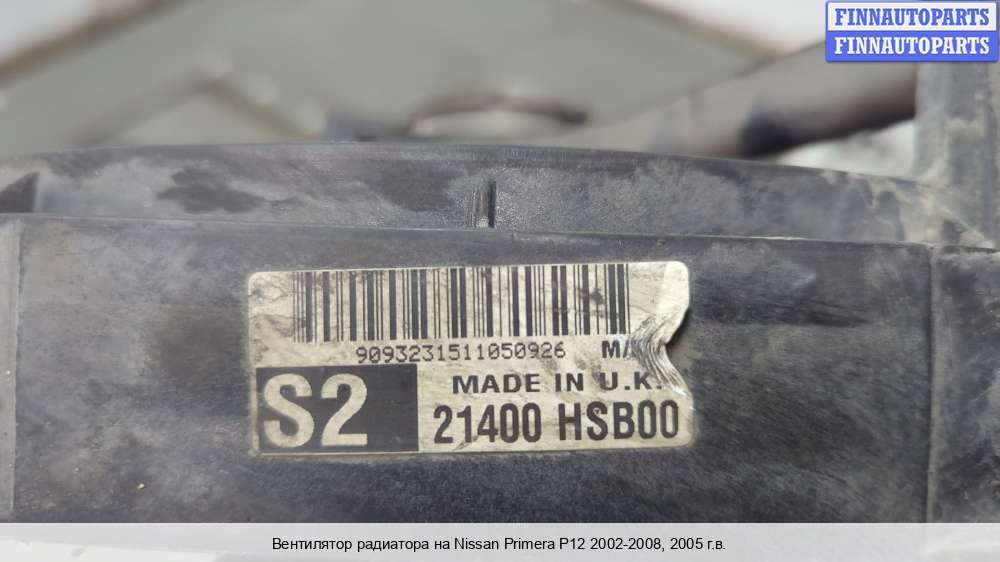 FINNAUTOPARTS
FINNAUTOPARTS
9093231511050926
S2
MADE IN U.K.
21400 HSB00
Вентилятор радиатора на Nissan Primera P12 2002-2008, 2005 г.в.